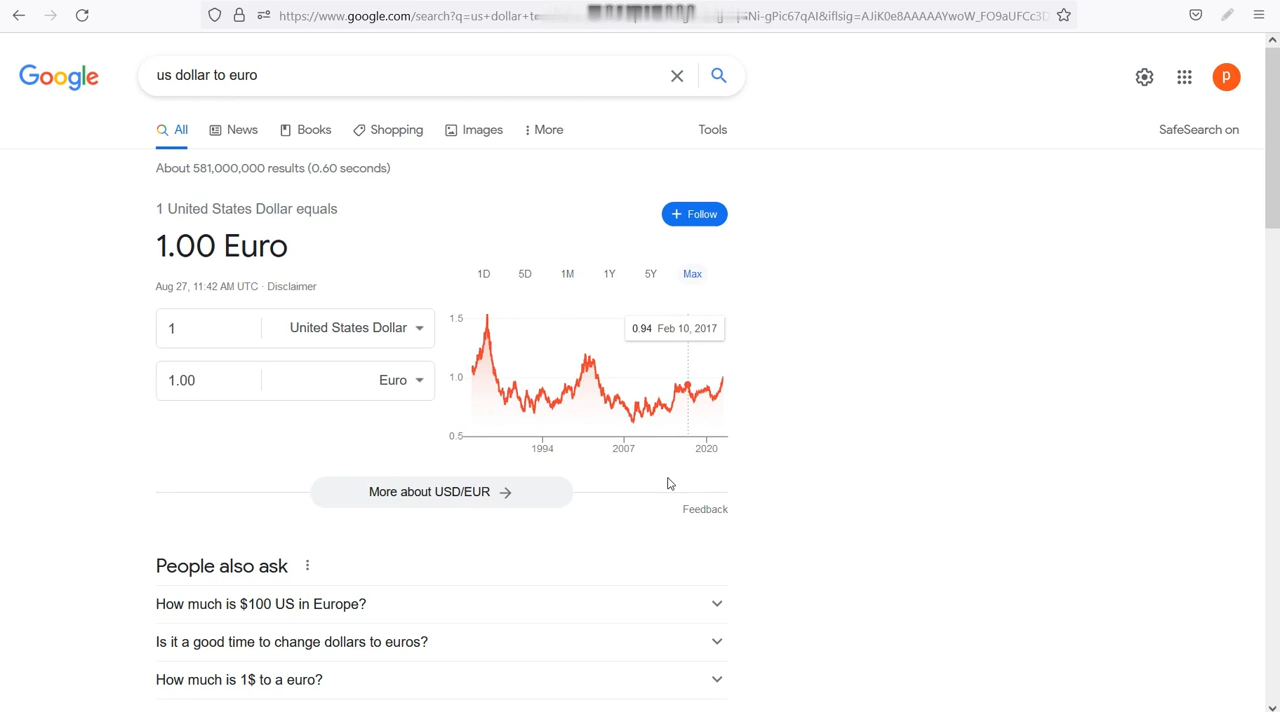 https://www.google.com/search?q=us+dollar+t
Ni-gPic67qAI&iflsig=AJiK0e8AAAAAYwoW_FO9aUFCc3D
Google
us dollar to euro
p
All
News
Books
Shopping
Images
More
Tools
SafeSearch on
About 581,000,000 results (0.60 seconds)
1 United States Dollar equals
+ Follow
1.00 Euro
1D 5D 1M 1Y 5Y Max
Aug 27, 11:42 AM UTC · Disclaimer
1 United States Dollar
1.00 Euro
1.5
1.0
0.5
0.94 Feb 10, 2017
1994 2007 2020
More about USD/EUR
Feedback
People also ask
How much is $100 US in Europe?
Is it a good time to change dollars to euros?
How much is 1$ to a euro?